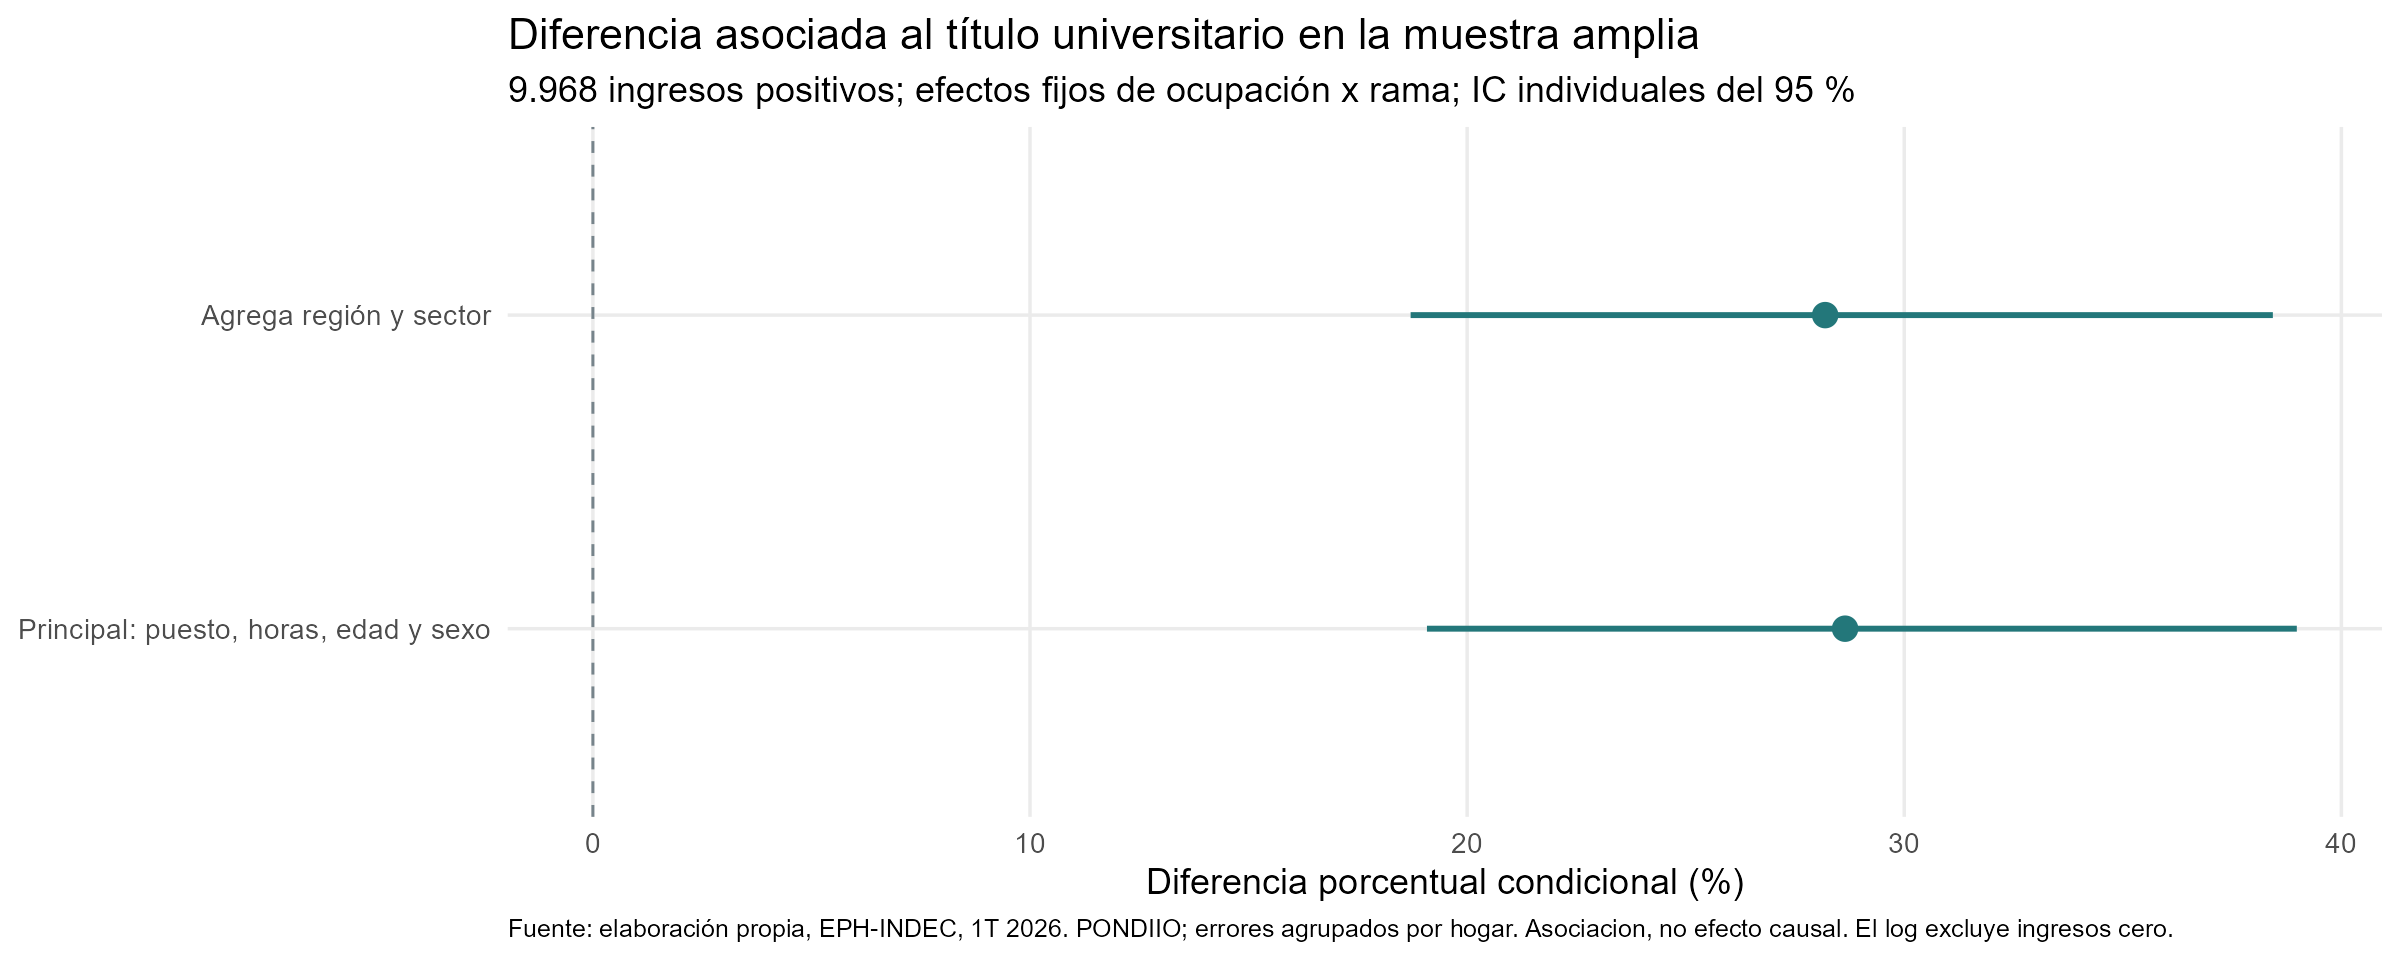 Diferencia asociada al título universitario en la muestra amplia
9.968 ingresos positivos; efectos fijos de ocupación x rama; IC individuales del 95 %
Agrega región y sector
Principal: puesto, horas, edad y sexo
0 10 20 30 40
Diferencia porcentual condicional (%)
Fuente: elaboración propia, EPH-INDEC, 1T 2026. PONDIIO; errores agrupados por hogar. Asociacion, no efecto causal. El log excluye ingresos cero.